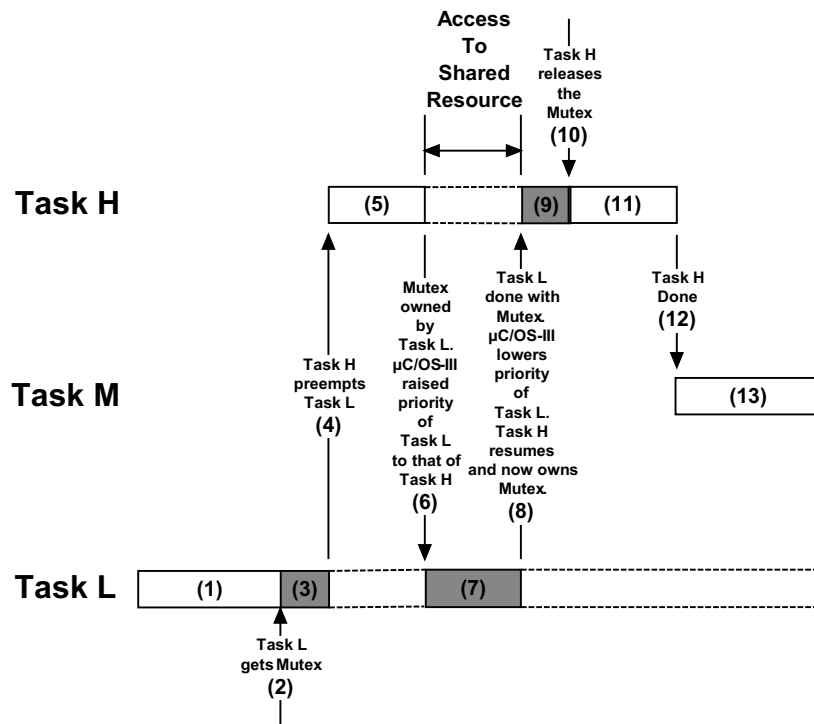 Access
To
Shared
Resource
Task H
releases
the
Mutex
(10)
Task H
(5)
(9)
(11)
Task H
preempts
Task L
(4)
Mutex
owned
by
Task L.
µC/OS-III
raised
priority
of
Task L
to that of
Task H
(6)
Task L
done with
Mutex.
µC/OS-III
lowers
priority
of
Task L.
Task H
resumes
and now owns
Mutex.
(8)
Task H
Done
(12)
Task M
(13)
Task L
(1)
(3)
(7)
Task L
gets Mutex
(2)